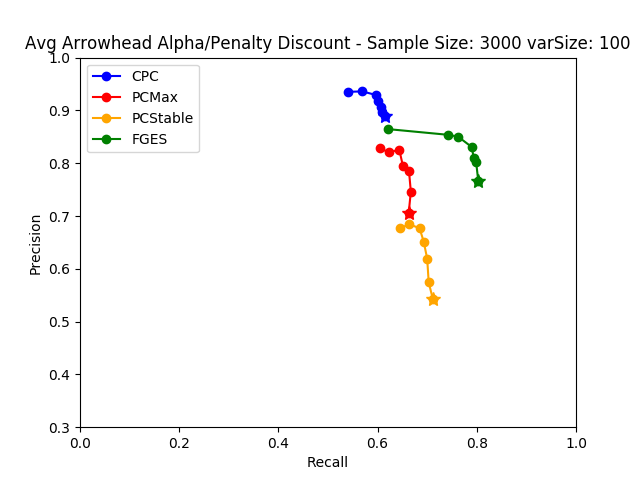 Avg Arrowhead Alpha/Penalty Discount - Sample Size: 3000 varSize: 100
1.0
0.9
0.8
0.7
0.6
0.5
0.4
0.3
Precision
CPC
PCMax
PCStable
FGES
0.0
0.2
0.4
0.6
0.8
1.0
Recall